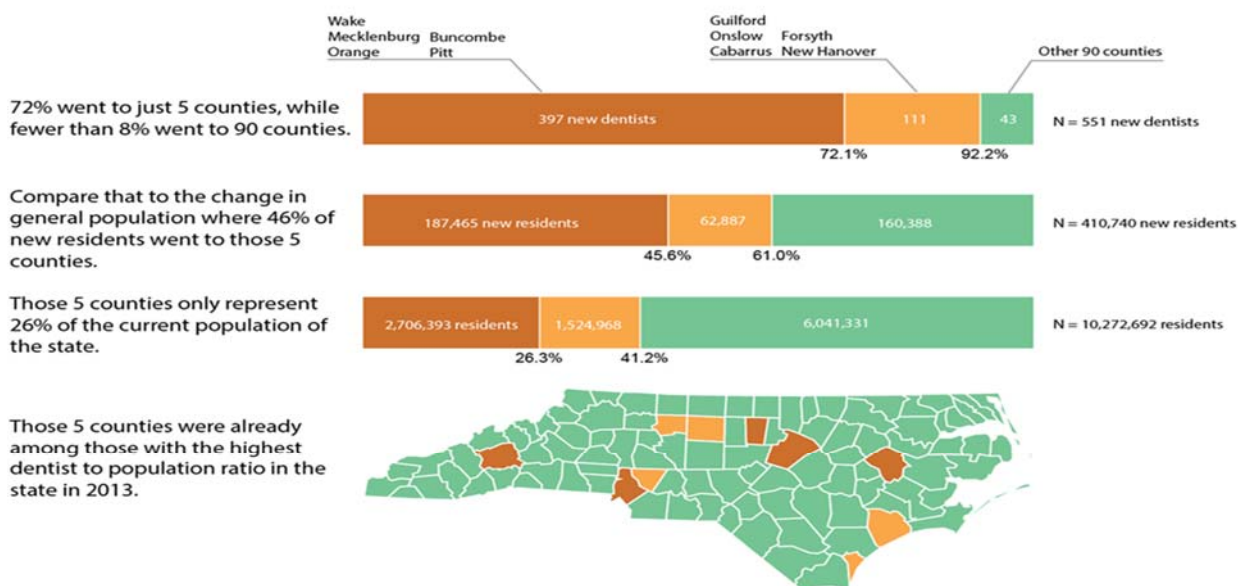 Wake
Mecklenburg Buncombe
Orange Pitt
Guilford
Onslow Forsyth
Cabarrus New Hanover
Other 90 counties
72% went to just 5 counties, while
fewer than 8% went to 90 counties.
397 new dentists
111
43
N = 551 new dentists
72.1%
92.2%
Compare that to the change in
general population where 46% of
new residents went to those 5
counties.
187,465 new residents
62,887
160,388
N = 410,740 new residents
45.6%
61.0%
Those 5 counties only represent
26% of the current population of
the state.
2,706,393 residents
1,524,968
6,041,331
N = 10,272,692 residents
26.3%
41.2%
Those 5 counties were already
among those with the highest
dentist to population ratio in the
state in 2013.